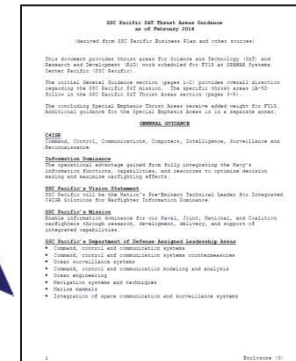 SSC Pacific S&T Thrust Areas Guidance
as of February 2014
(derived from SSC Pacific Business Plan and other sources)
This document provides thrust areas for Science and Technology (S&T) and
Research and Development (R&D) work scheduled for FY15 at SPAWAR Systems
Center Pacific (SSC Pacific).
The initial General Guidance section (pages 1-2) provides overall direction
regarding the SSC Pacific S&T mission. The specific thrust areas 1A-9D
follow in the SSC Pacific S&T Thrust Areas section (pages 3-8).
The concluding Special Emphasis Thrust Areas receive added weight for FY15.
Additional guidance for the Special Emphasis Areas is in a separate annex.
GENERAL GUIDANCE
C4ISR
Command, Control, Communications, Computers, Intelligence, Surveillance and
Reconnaissance
Information Dominance
The operational advantage gained from fully integrating the Navy's
information functions, capabilities, and resources to optimize decision
making and maximize warfighting effects.
SSC Pacific's Vision Statement
SSC Pacific will be the Nation's Pre-Eminent Technical Leader for Integrated
C4ISR Solutions for Warfighter Information Dominance.
SSC Pacific's Mission
Enable information dominance for our Naval, Joint, National, and Coalition
warfighters through research, development, delivery, and support of
integrated capabilities.
SSC Pacific's Department of Defense Assigned Leadership Areas
• Command, control and communication systems
• Command, control and communication systems countermeasures
• Ocean surveillance systems
• Command, control and communication modeling and analysis
• Ocean engineering
• Navigation systems and techniques
• Marine mammals
• Integration of space communication and surveillance systems
1 Enclosure (3)